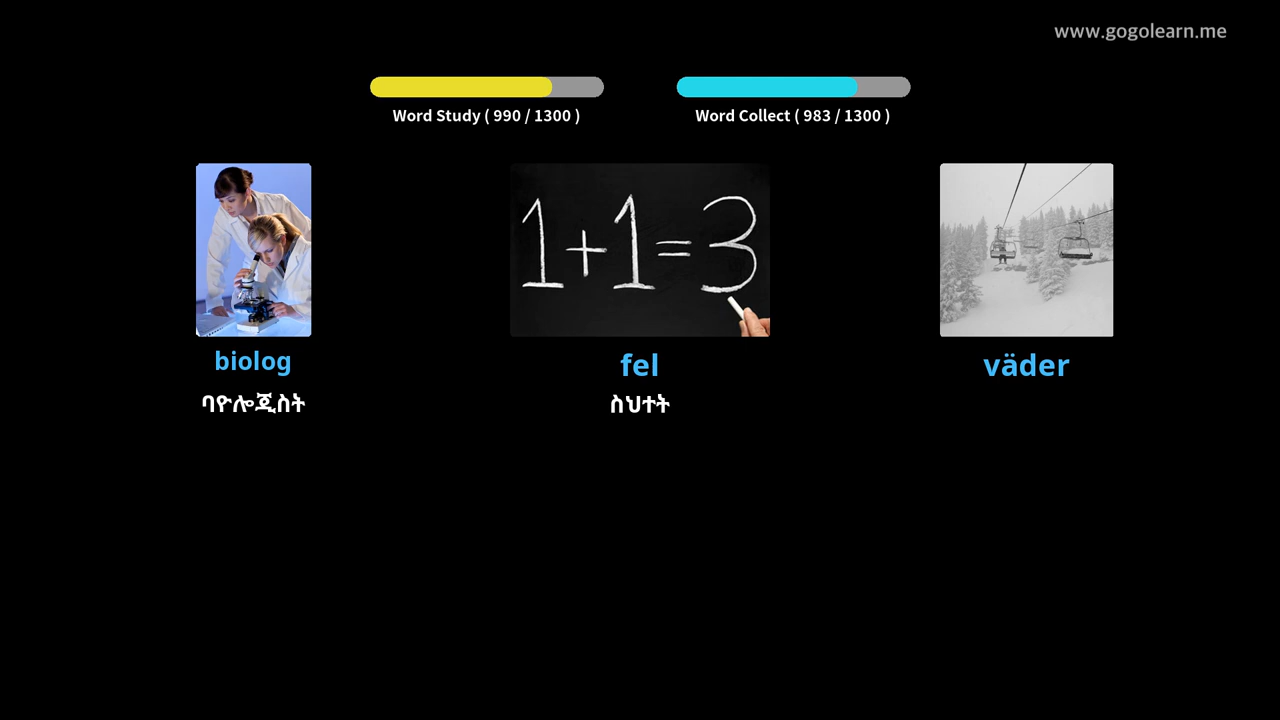 www.gogolearn.me
Word Study ( 990 / 1300 )
Word Collect ( 983 / 1300 )
1+1=3
biolog
fel
väder
ባዮሎጂስት
ስህተት